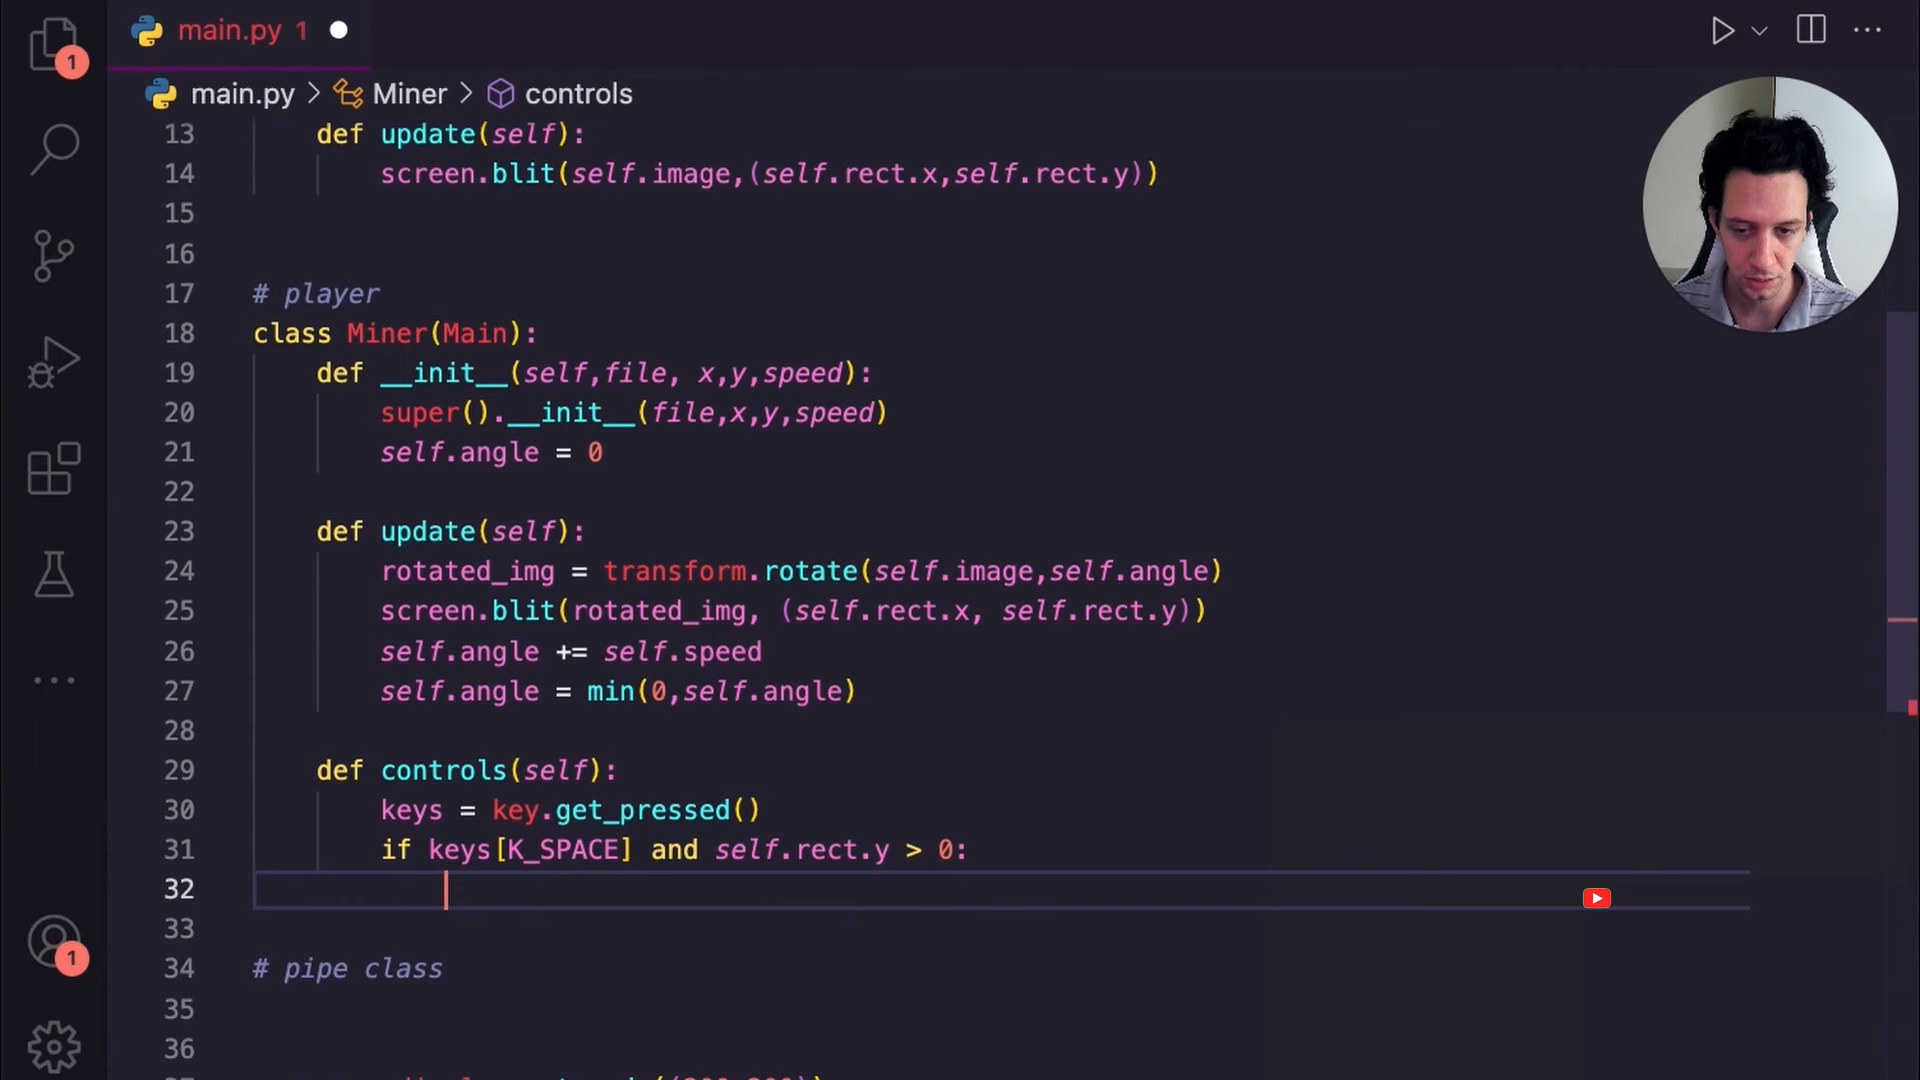 1
main.py 1
main.py > Miner > controls
13 def update(self):
14 screen.blit(self.image,(self.rect.x,self.rect.y))
15
16
17 # player
18 class Miner(Main):
19 def __init__(self,file, x,y,speed):
20 super().__init__(file,x,y,speed)
21 self.angle = 0
22
23 def update(self):
24 rotated_img = transform.rotate(self.image,self.angle)
25 screen.blit(rotated_img, (self.rect.x, self.rect.y))
26 self.angle += self.speed
27 self.angle = min(0,self.angle)
28
29 def controls(self):
30 keys = key.get_pressed()
31 if keys[K_SPACE] and self.rect.y > 0:
32
33
34 # pipe class
35
36
1